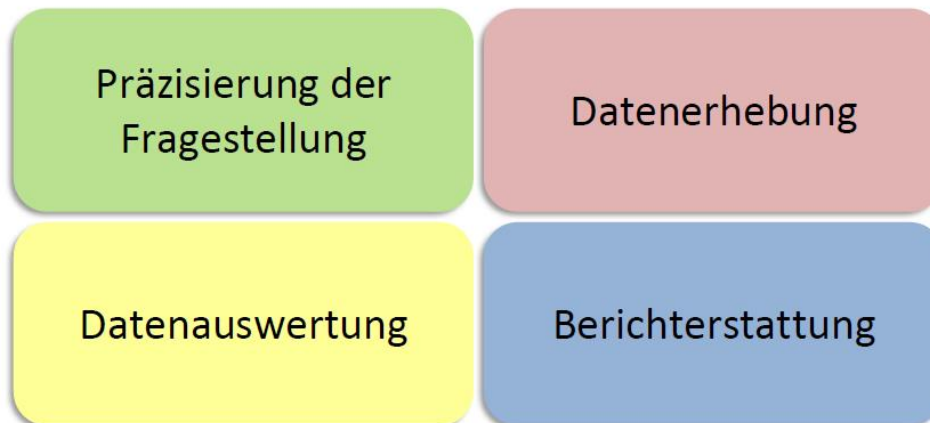 Präzisierung der
Fragestellung
Datenerhebung
Datenauswertung
Berichterstattung